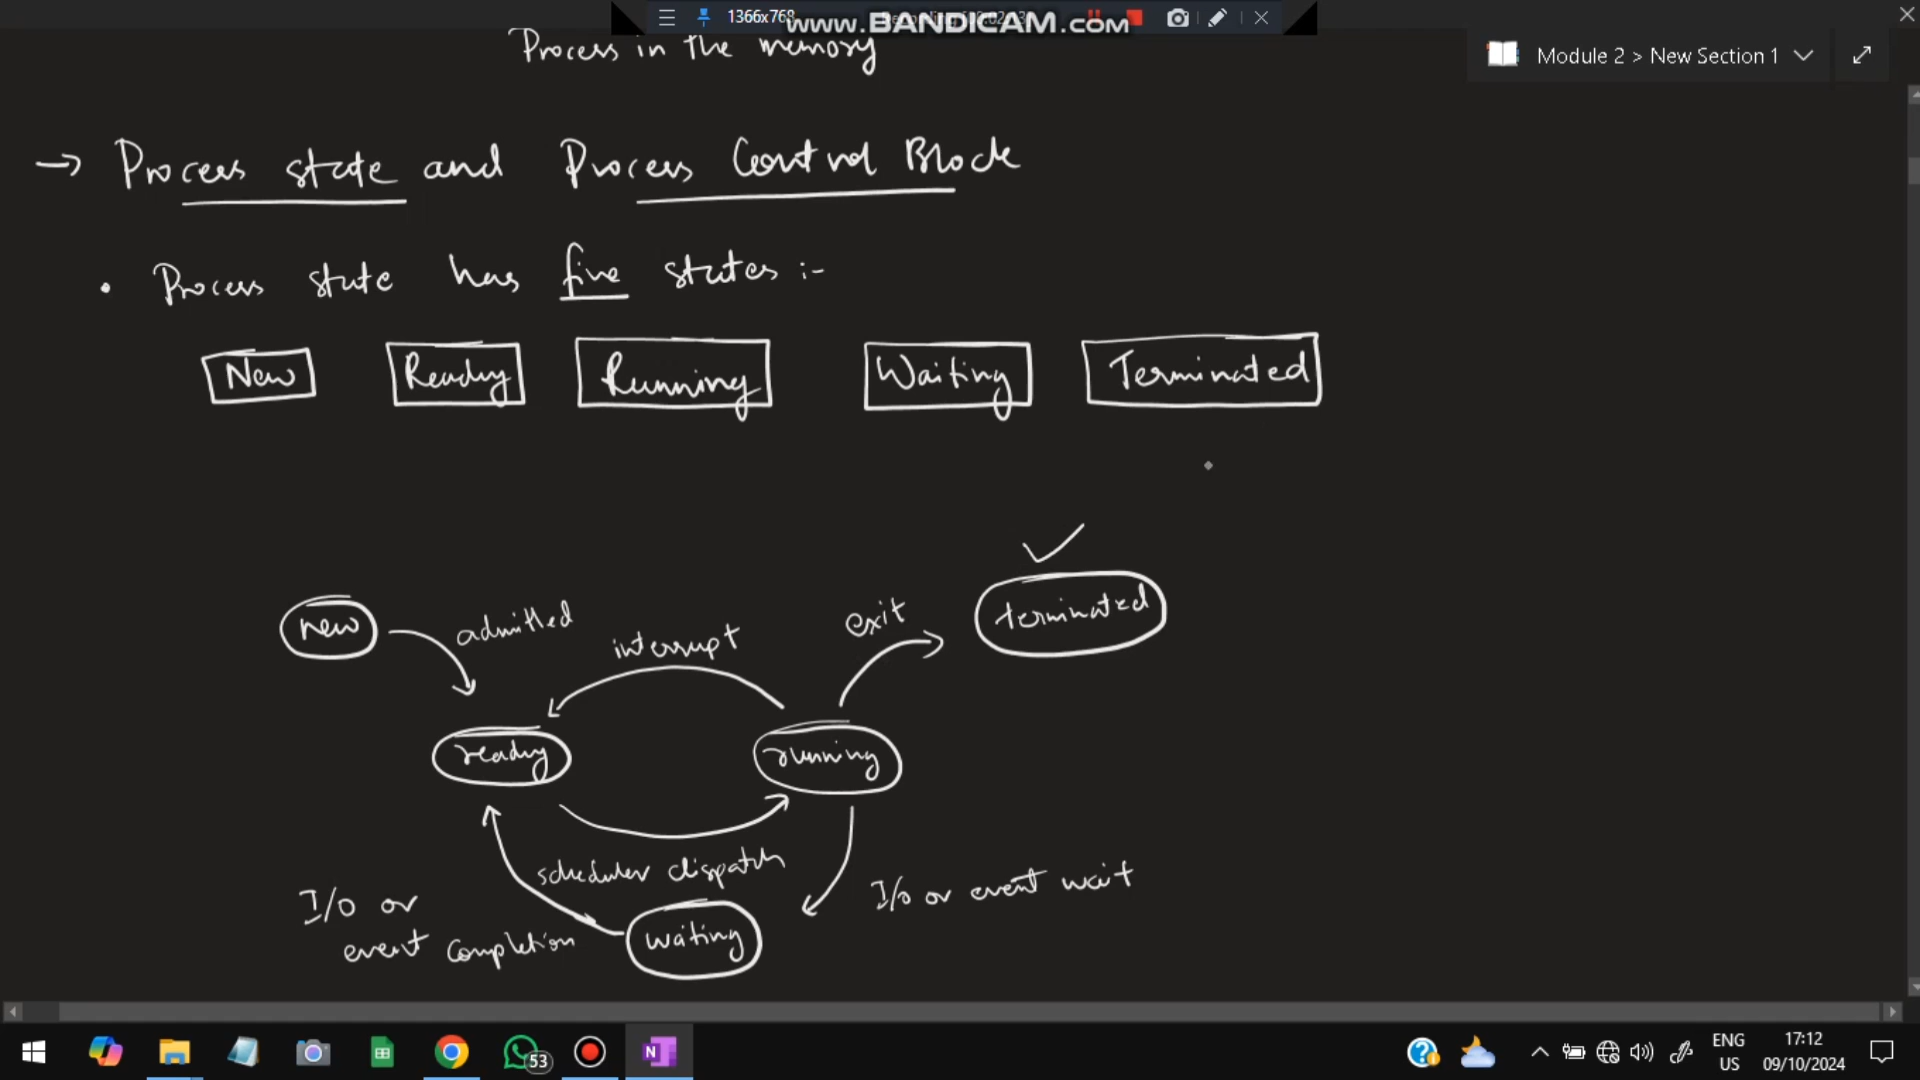 1366x768
www.BANDICAM.com
Process in the memory
Module 2 > New Section 1
→ Process state and Process Control Block
• Process state has five states :-
New Ready Running Waiting Terminated
new admitted interrupt exit terminated
ready running
scheduler dispatch
I/O or event completion
I/o or event wait
waiting
53
ENG
US
17:12
09/10/2024